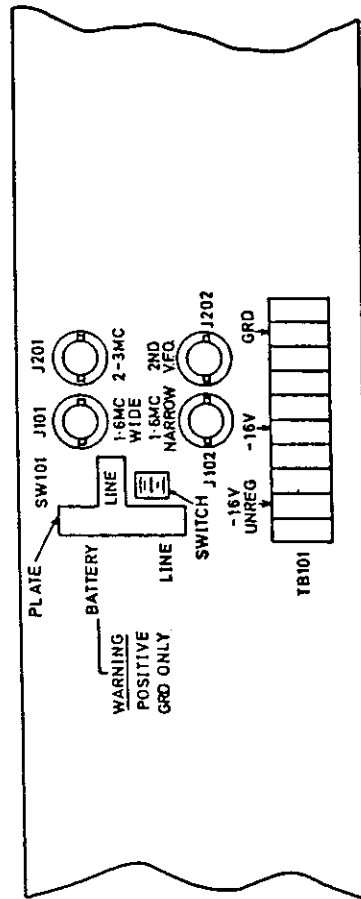 PLATE
SW101
J101
J201
BATTERY
LINE
1·6MC
WIDE
2-3MC
WARNING
POSITIVE
GRD ONLY
1·6MC
NARROW
2ND
V.F.O.
LINE
SWITCH
J102
J202
-16V
UNREG
-16V
GRD
TB101